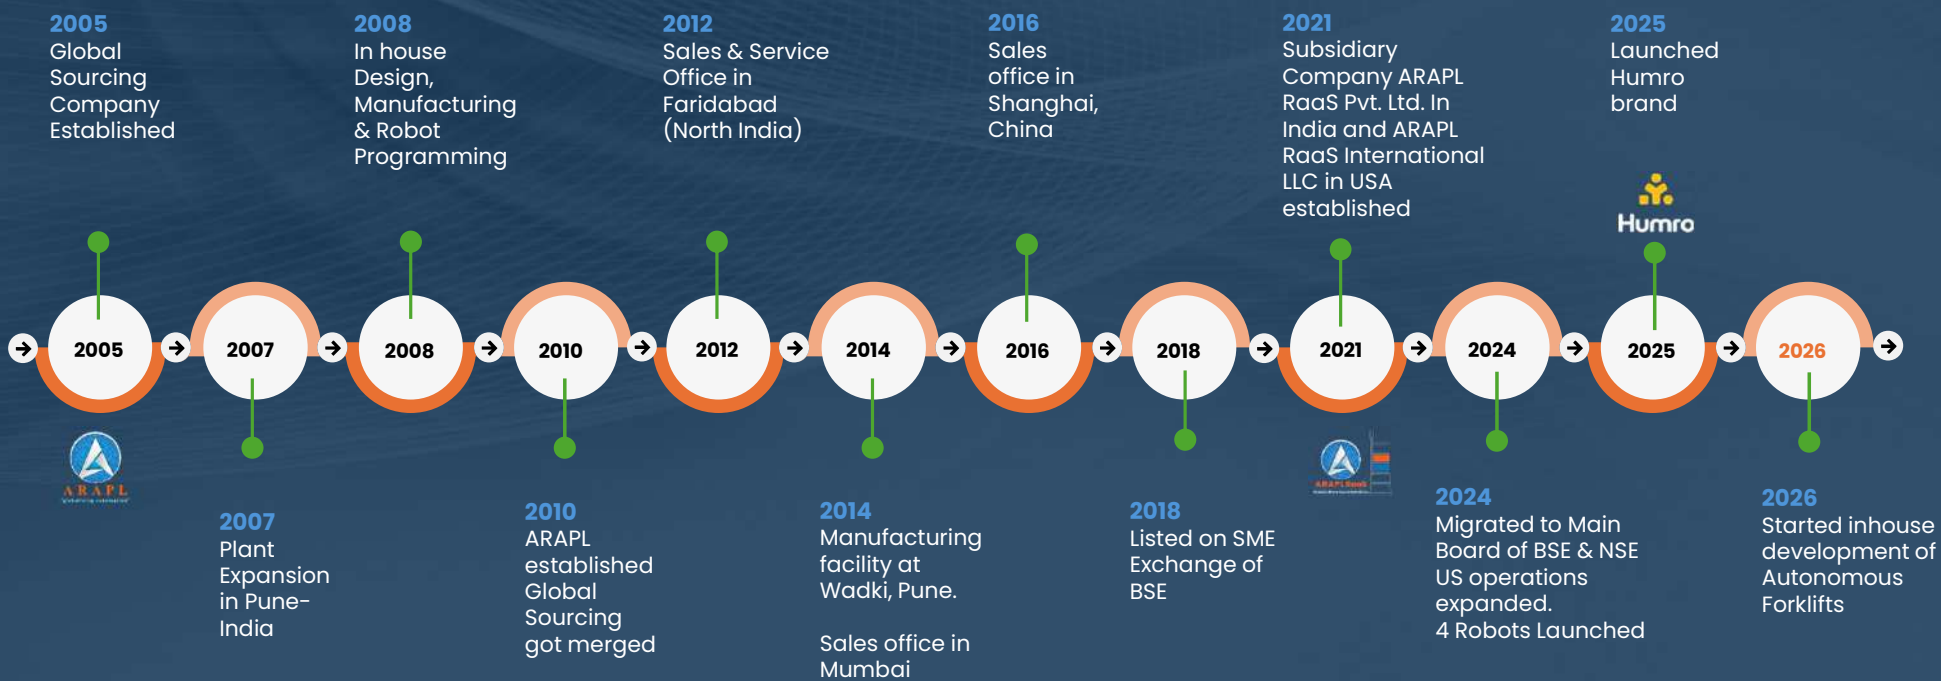 2005
Global
Sourcing
Company
Established
2008
In house
Design,
Manufacturing
& Robot
Programming
2012
Sales & Service
Office in
Faridabad
(North India)
2016
Sales
office in
Shanghai,
China
2021
Subsidiary
Company ARAPL
RaaS Pvt. Ltd. In
India and ARAPL
RaaS International
LLC in USA
established
2025
Launched
Humro
brand
Humro
2005
2007
2008
2010
2012
2014
2016
2018
2021
2024
2025
2026
ARAPL
2007
Plant
Expansion
in Pune-
India
2010
ARAPL
established
Global
Sourcing
got merged
2014
Manufacturing
facility at
Wadki, Pune.
Sales office in
Mumbai
2018
Listed on SME
Exchange of
BSE
ARAPL RaaS
2024
Migrated to Main
Board of BSE & NSE
US operations
expanded.
4 Robots Launched
2026
Started inhouse
development of
Autonomous
Forklifts